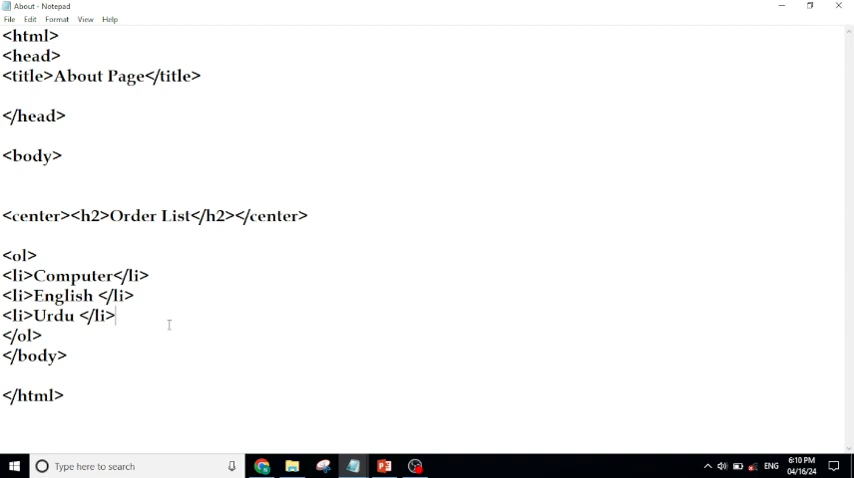 About - Notepad
File Edit Format View Help
<html>
<head>
<title>About Page</title>
</head>
<body>
<center><h2>Order List</h2></center>
<ol>
<li>Computer</li>
<li>English </li>
<li>Urdu </li>
</ol>
</body>
</html>
Type here to search
ENG
6:10 PM
04/16/24